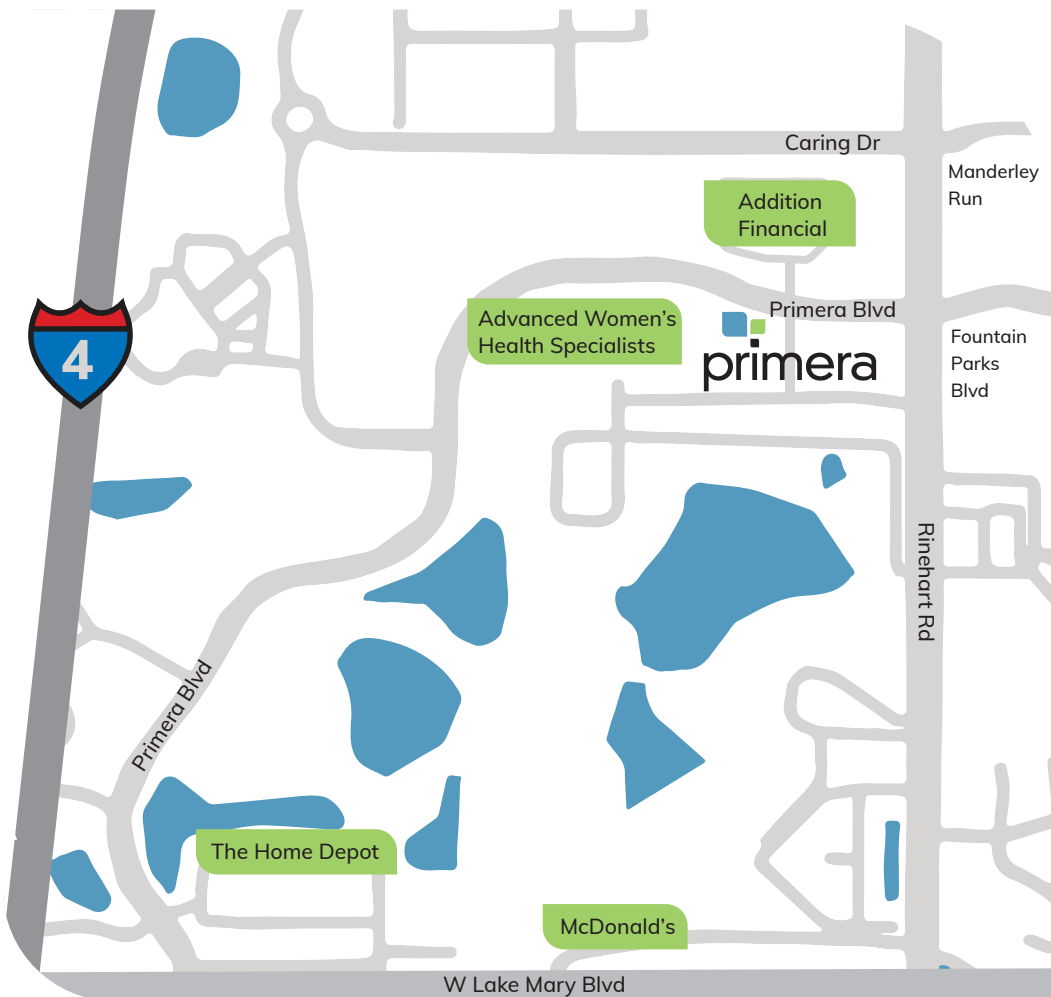 Caring Dr
Manderley
Run
Addition
Financial
Primera Blvd
Advanced Women's
Health Specialists
primera
Fountain
Parks
Blvd
4
Rinehart Rd
Primera Blvd
The Home Depot
McDonald's
W Lake Mary Blvd